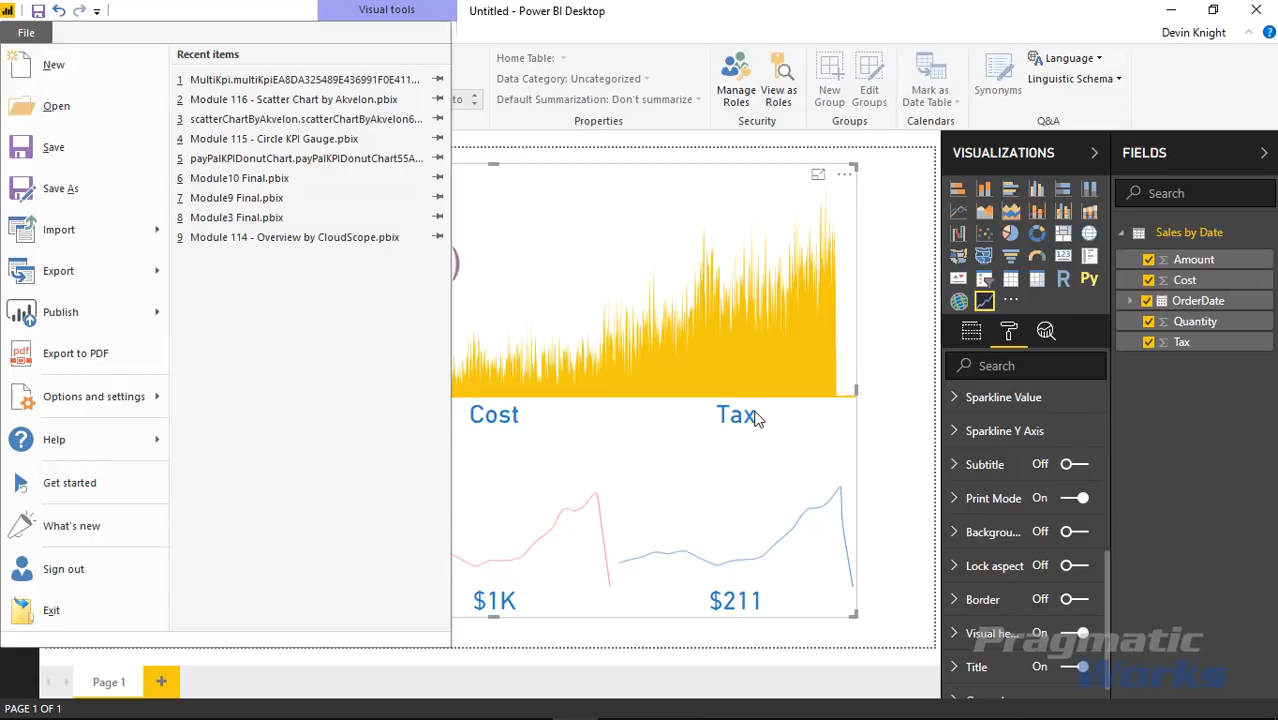 Visual tools
Untitled - Power BI Desktop
File
Devin Knight
New
Open
Save
Save As
Import
Export
Publish
Export to PDF
Options and settings
Help
Get started
What's new
Sign out
Exit
Recent items
1 MultiKpi.multiKpiEA8DA325489E436991F0E411...
2 Module 116 - Scatter Chart by Akvelon.pbix
3 scatterChartByAkvelon.scatterChartByAkvelon6...
4 Module 115 - Circle KPI Gauge.pbix
5 payPalKPIDonutChart.payPalKPIDonutChart55A...
6 Module10 Final.pbix
7 Module9 Final.pbix
8 Module3 Final.pbix
9 Module 114 - Overview by CloudScope.pbix
Home Table:
Data Category: Uncategorized
Default Summarization: Don't summarize
Properties
Manage Roles
View as Roles
Security
New Group
Edit Groups
Groups
Mark as Date Table
Calendars
Synonyms
Language
Linguistic Schema
Q&A
Cost
Tax
$1K
$211
VISUALIZATIONS
Search
Sparkline Value
Sparkline Y Axis
Subtitle Off
Print Mode On
Backgrou... Off
Lock aspect Off
Border Off
Visual he... On
Title On
FIELDS
Search
Sales by Date
Amount
Cost
OrderDate
Quantity
Tax
Pragmatic
Works
Page 1
PAGE 1 OF 1